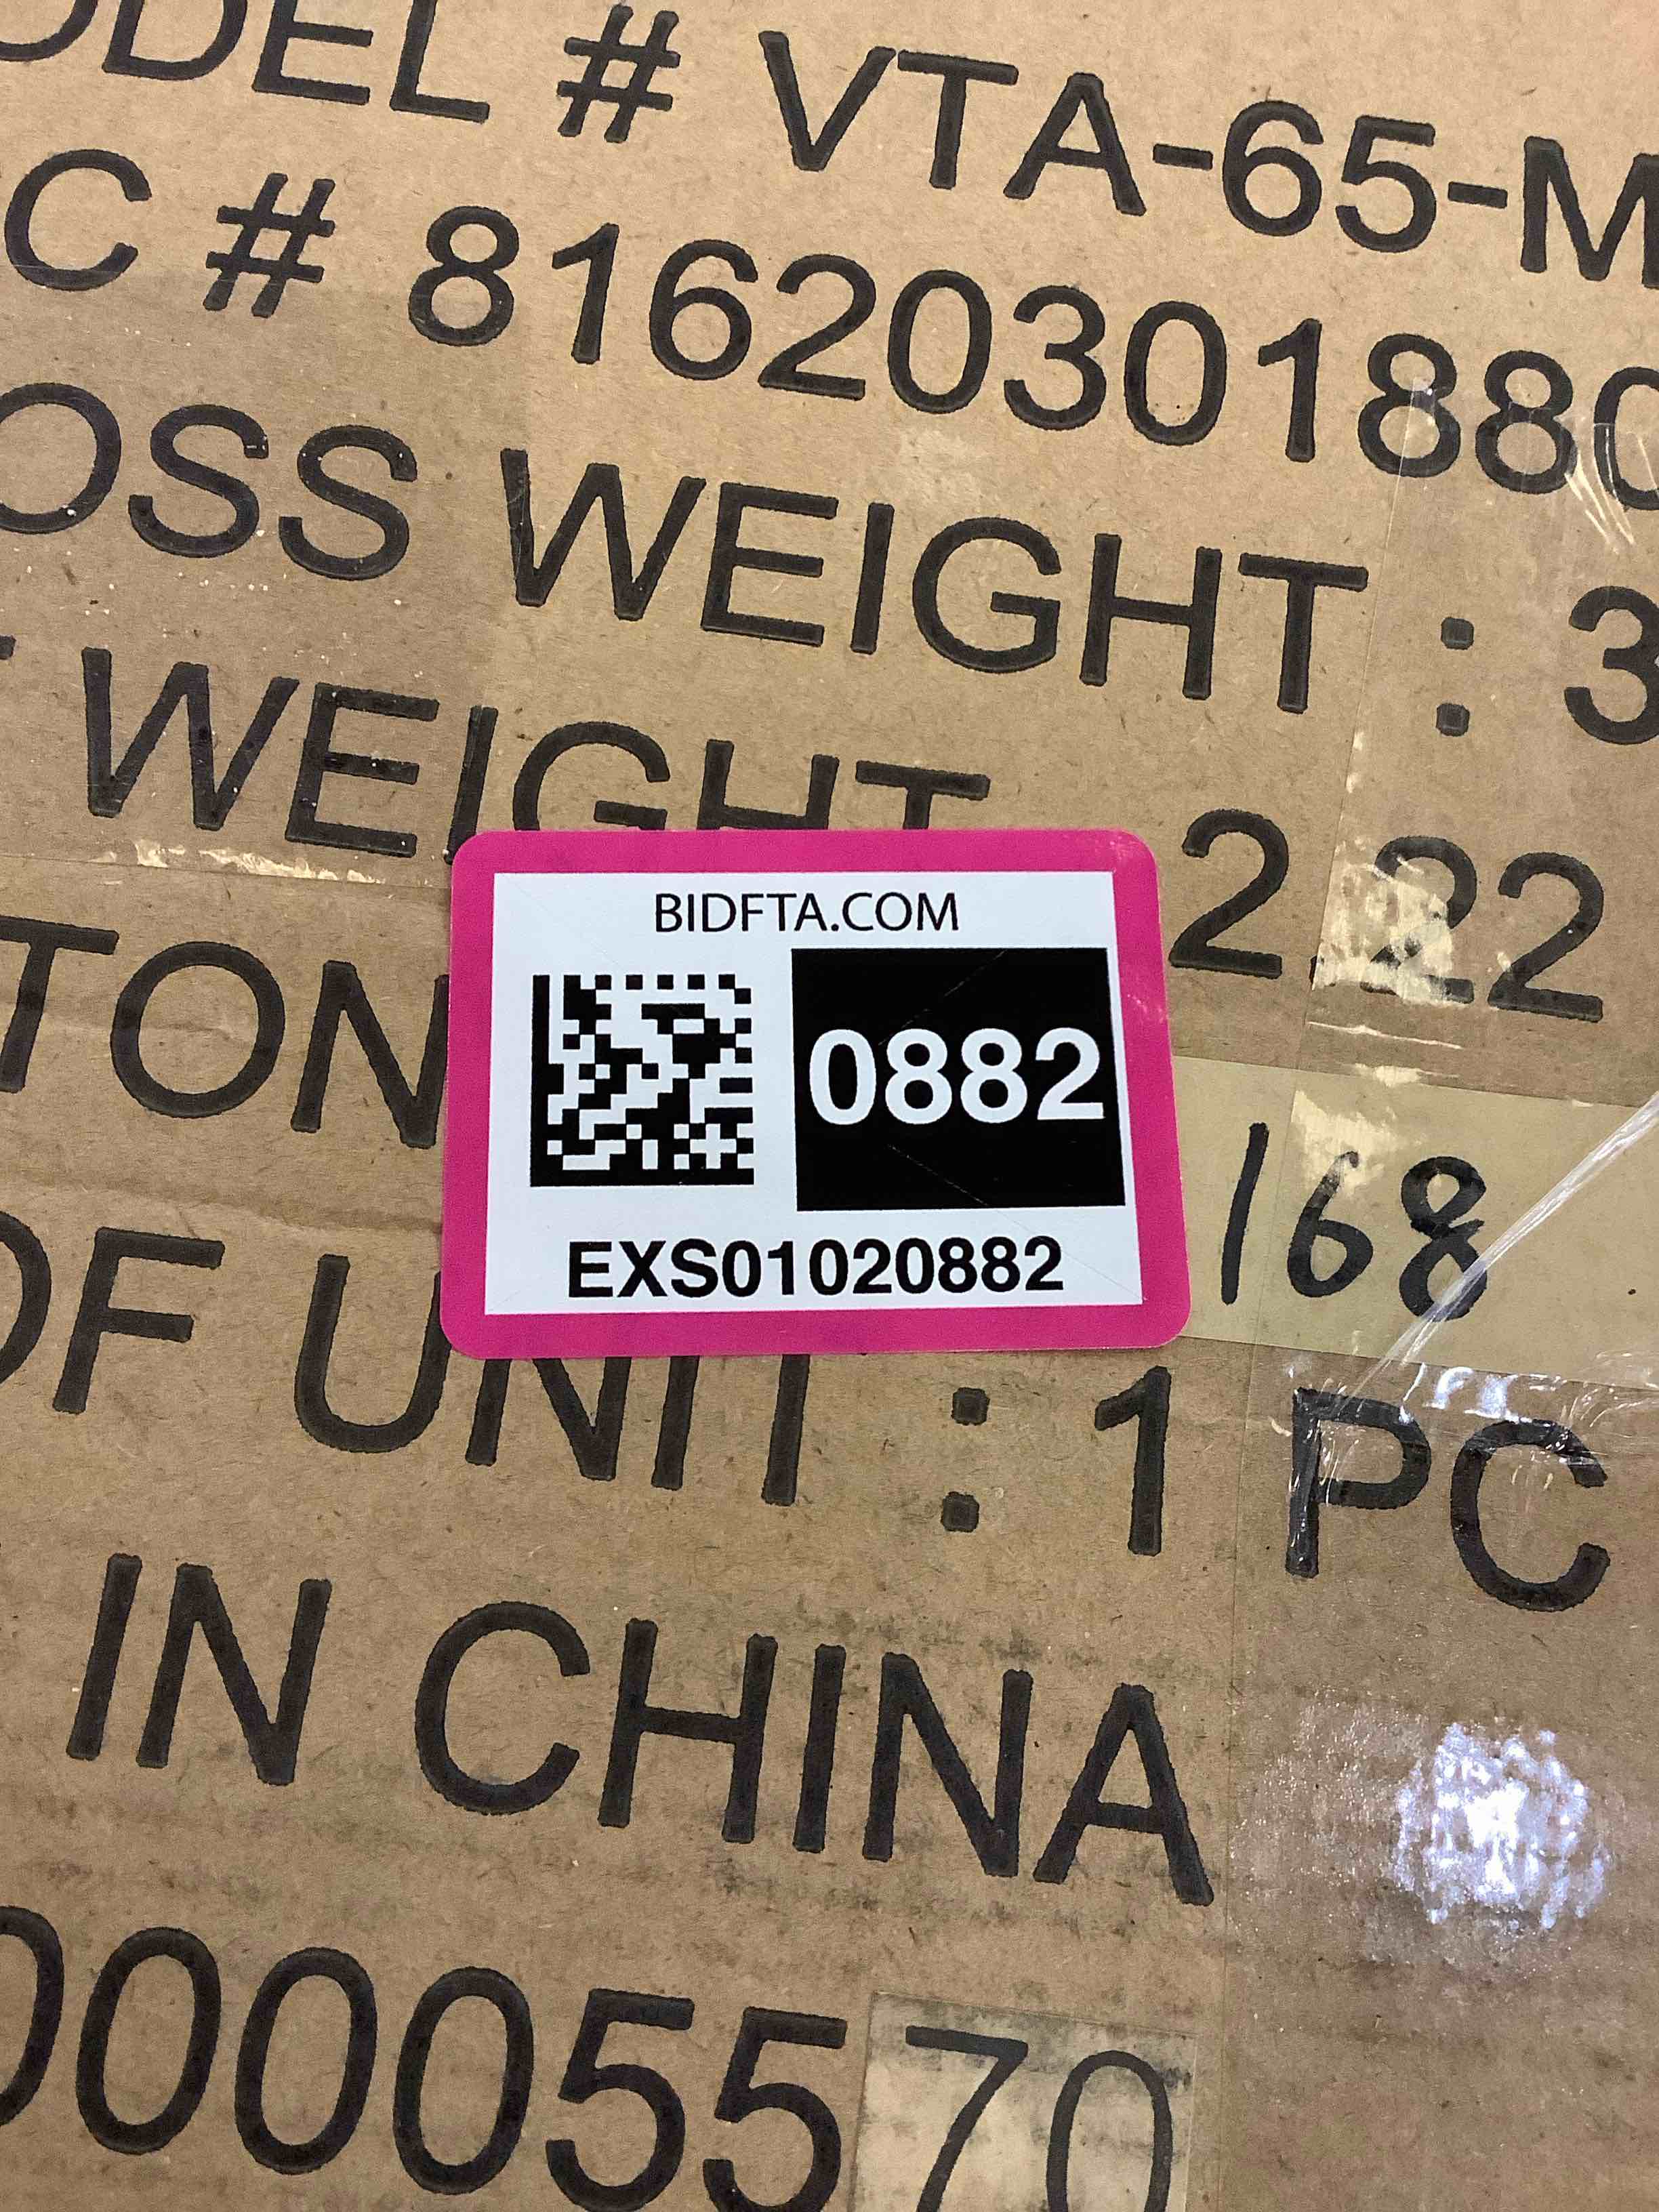 ODEL # VTA-65-M
C # 81620301880
OSS WEIGHT : 3
T WEIGHT 2.22
BIDFTA.COM
0882
EXS01020882
TON
168
OF UNIT : 1 PC
IN CHINA
00005570